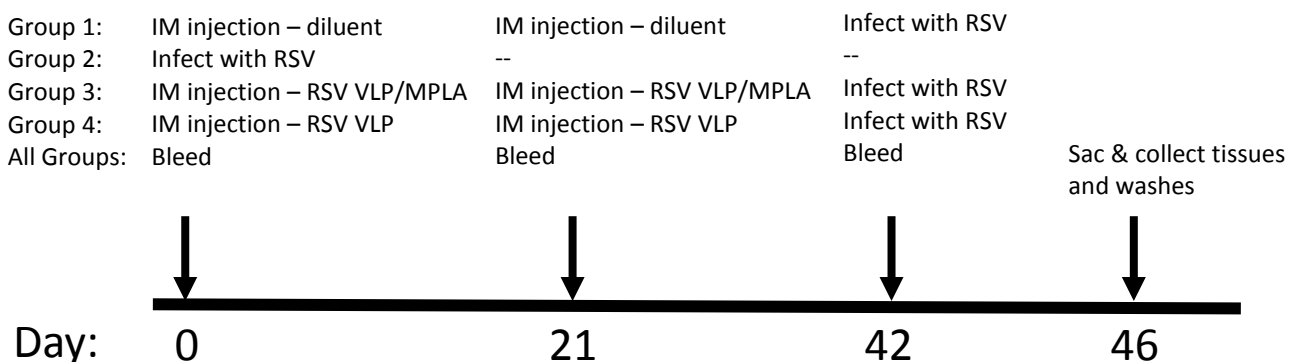 Group 1: IM injection – diluent IM injection – diluent Infect with RSV
Group 2: Infect with RSV -- --
Group 3: IM injection – RSV VLP/MPLA IM injection – RSV VLP/MPLA Infect with RSV
Group 4: IM injection – RSV VLP IM injection – RSV VLP Infect with RSV
All Groups: Bleed Bleed Bleed Sac & collect tissues
and washes
Day: 0 21 42 46